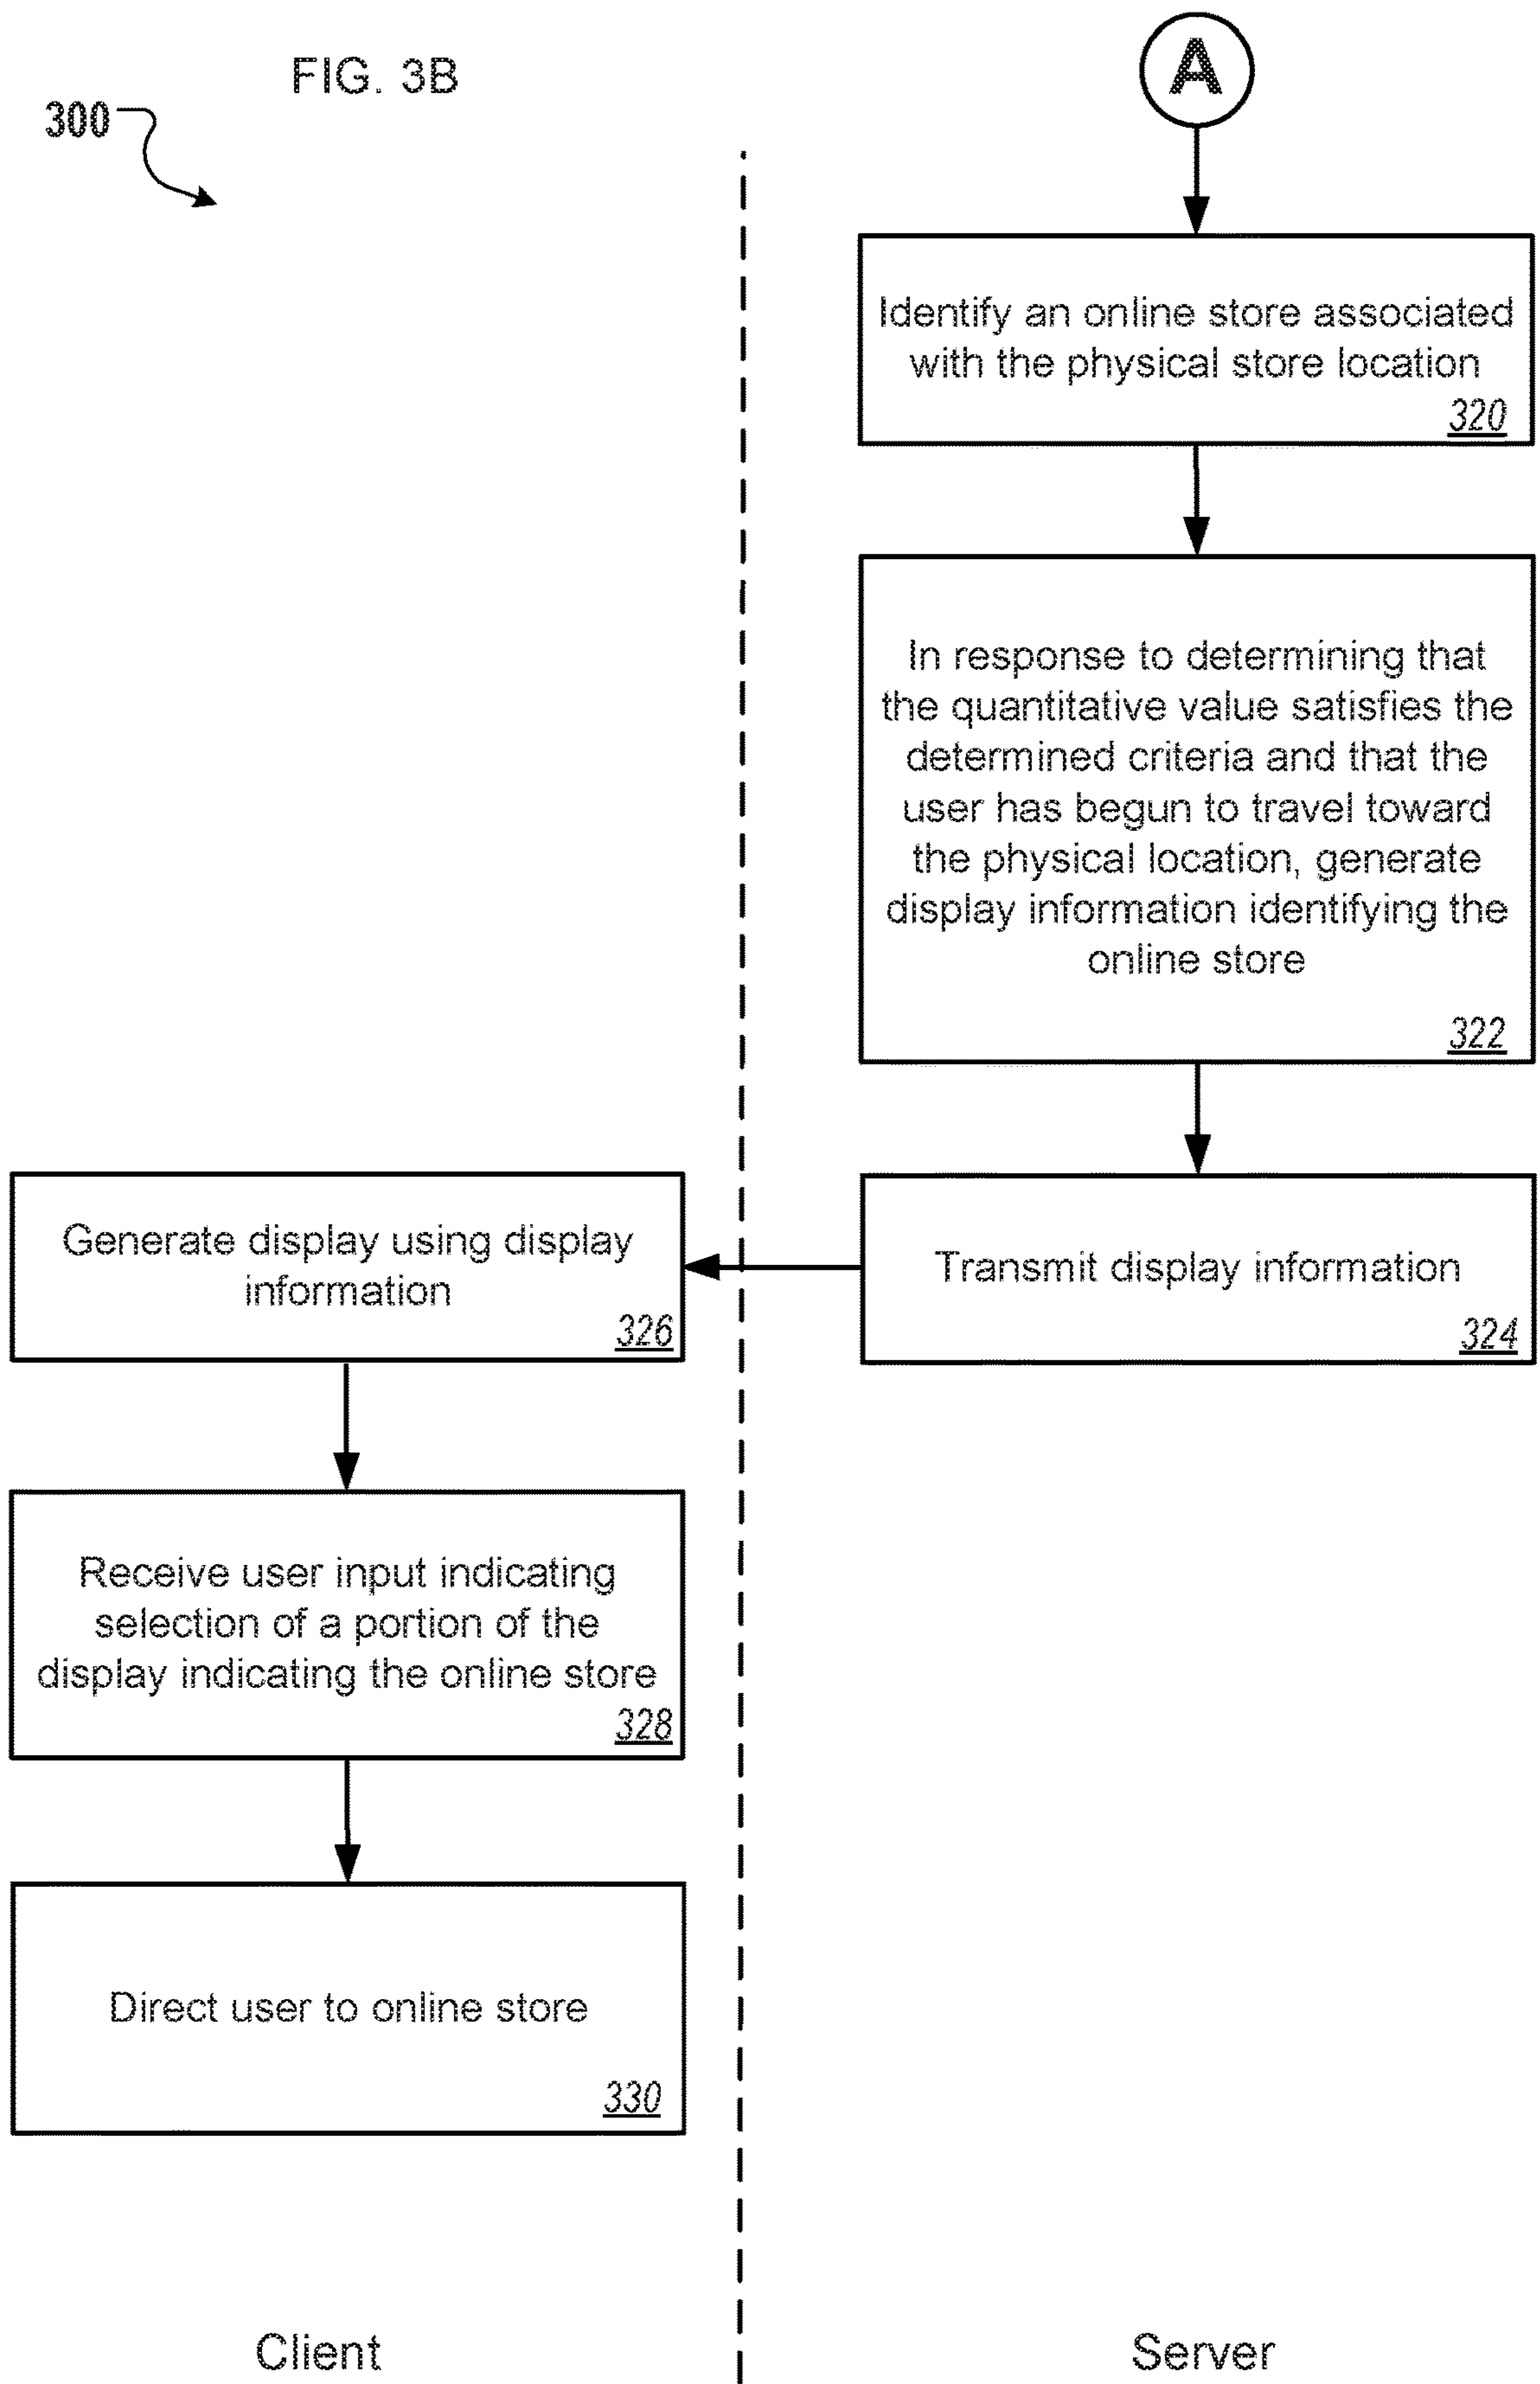 FIG. 3B
300
A
Identify an online store associated
with the physical store location
320
In response to determining that
the quantitative value satisfies the
determined criteria and that the
user has begun to travel toward
the physical location, generate
display information identifying the
online store
322
Transmit display information
324
Generate display using display
information
326
Receive user input indicating
selection of a portion of the
display indicating the online store
328
Direct user to online store
330
Client
Server